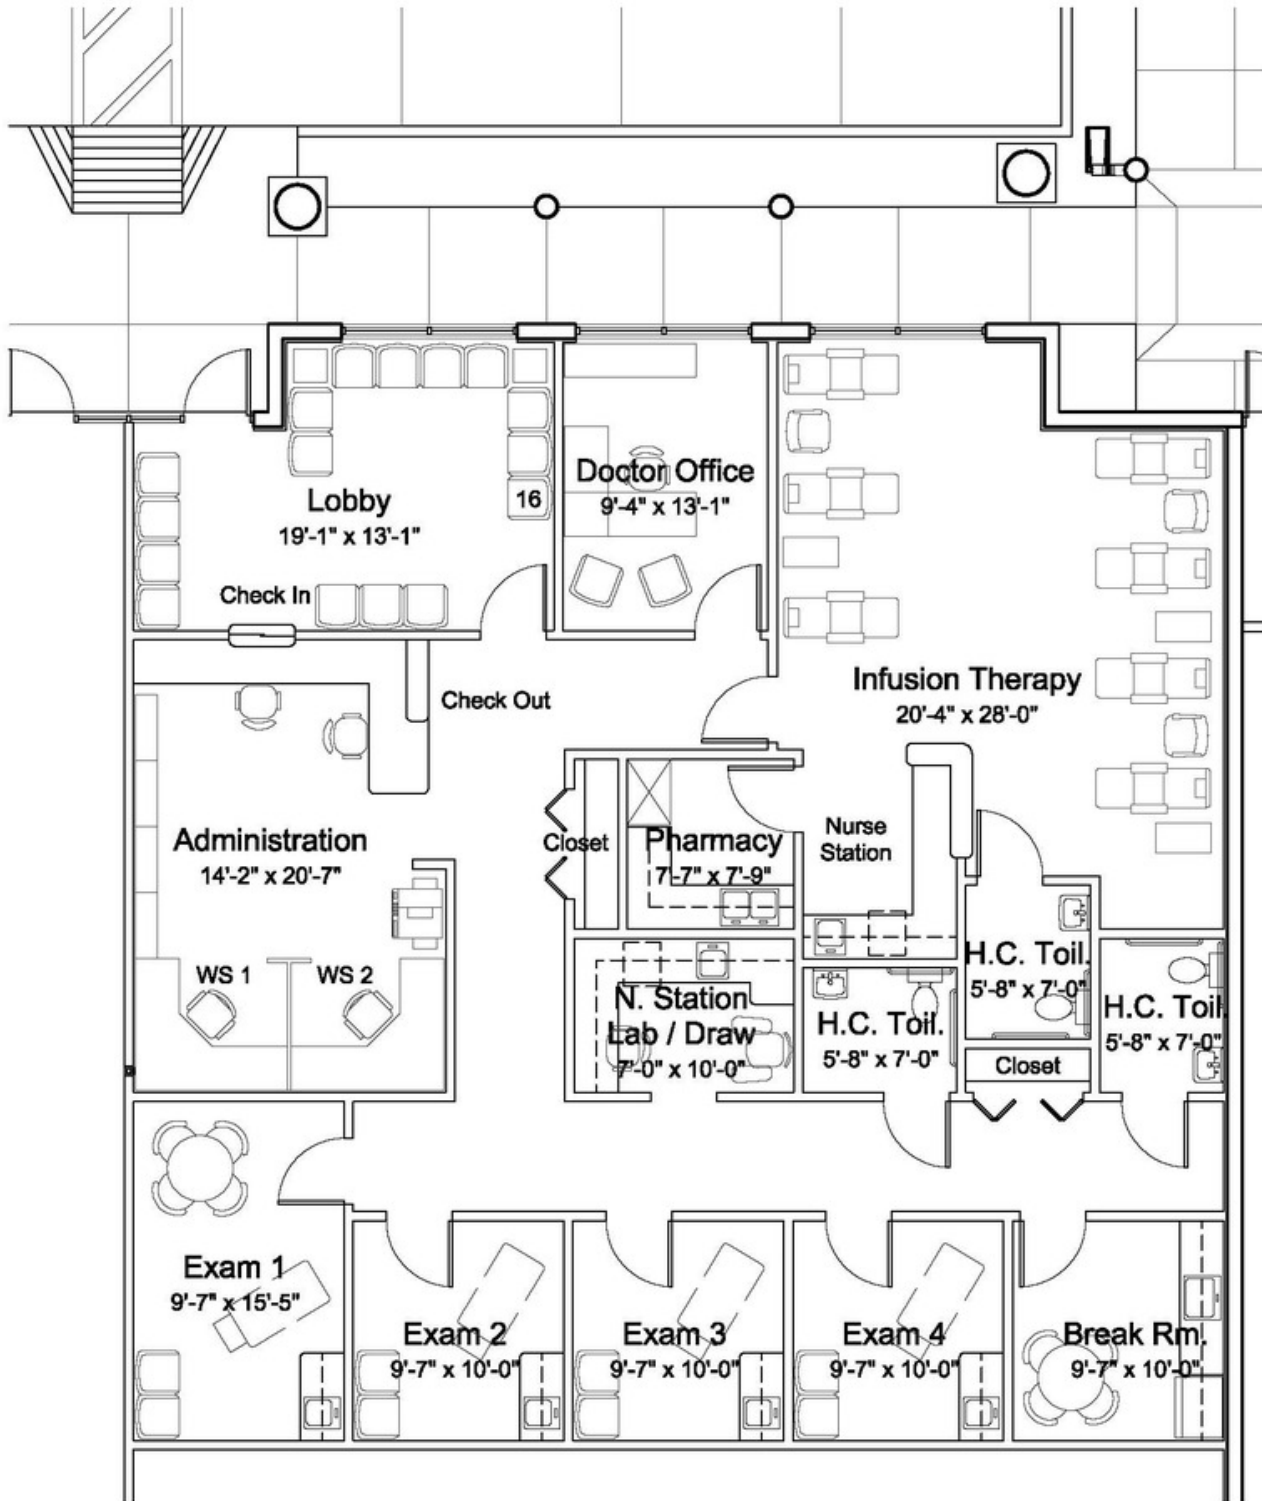 Lobby
19'-1" x 13'-1"
16
Check In
Doctor Office
9'-4" x 13'-1"
Infusion Therapy
20'-4" x 28'-0"
Check Out
Administration
14'-2" x 20'-7"
WS 1
WS 2
Closet
Pharmacy
7'-7" x 7'-9"
Nurse
Station
N. Station
Lab / Draw
7'-0" x 10'-0"
H.C. Toil.
5'-8" x 7'-0"
H.C. Toil.
5'-8" x 7'-0"
H.C. Toil.
5'-8" x 7'-0"
Closet
Exam 1
9'-7" x 15'-5"
Exam 2
9'-7" x 10'-0"
Exam 3
9'-7" x 10'-0"
Exam 4
9'-7" x 10'-0"
Break Rm.
9'-7" x 10'-0"